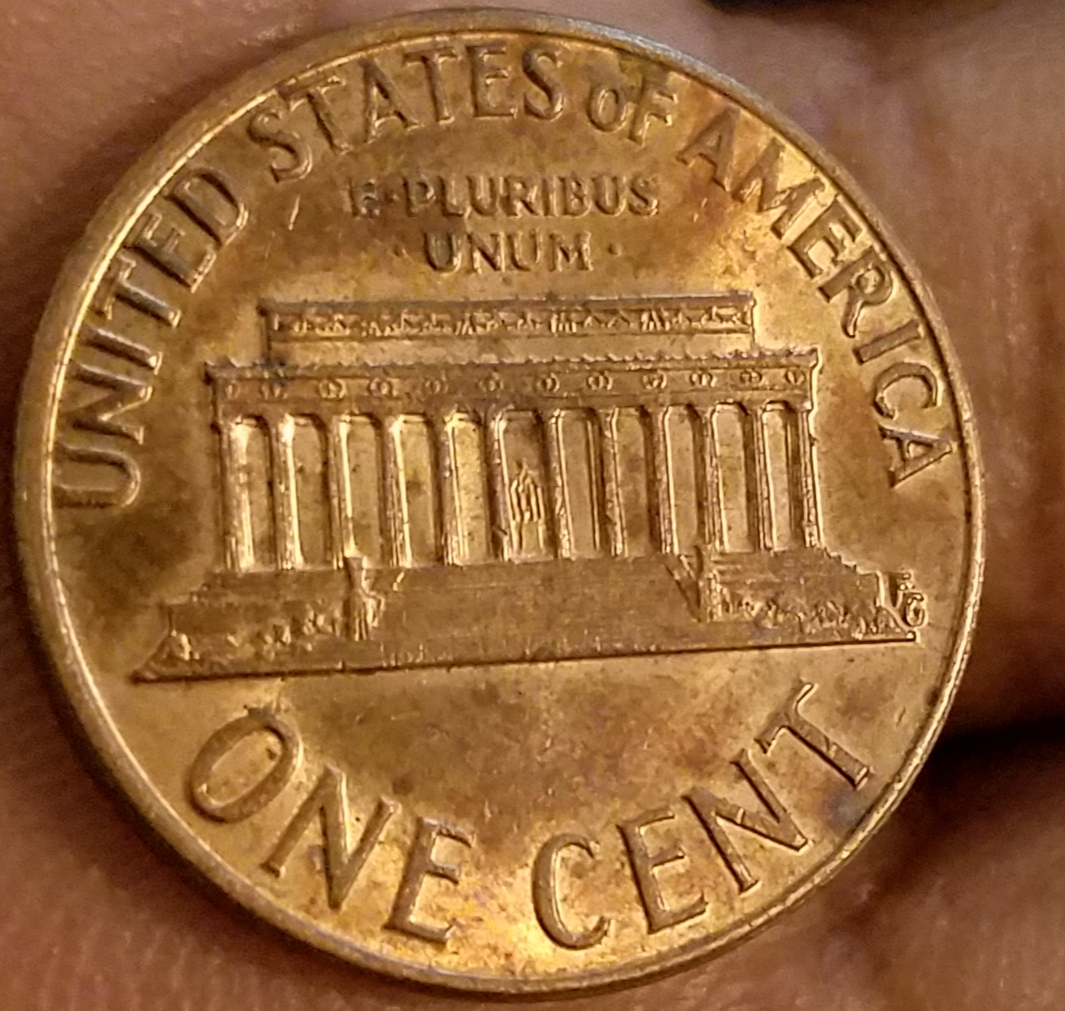 UNITED STATES oF AMERICA
E·PLURIBUS
·UNUM·
FG
ONE CENT